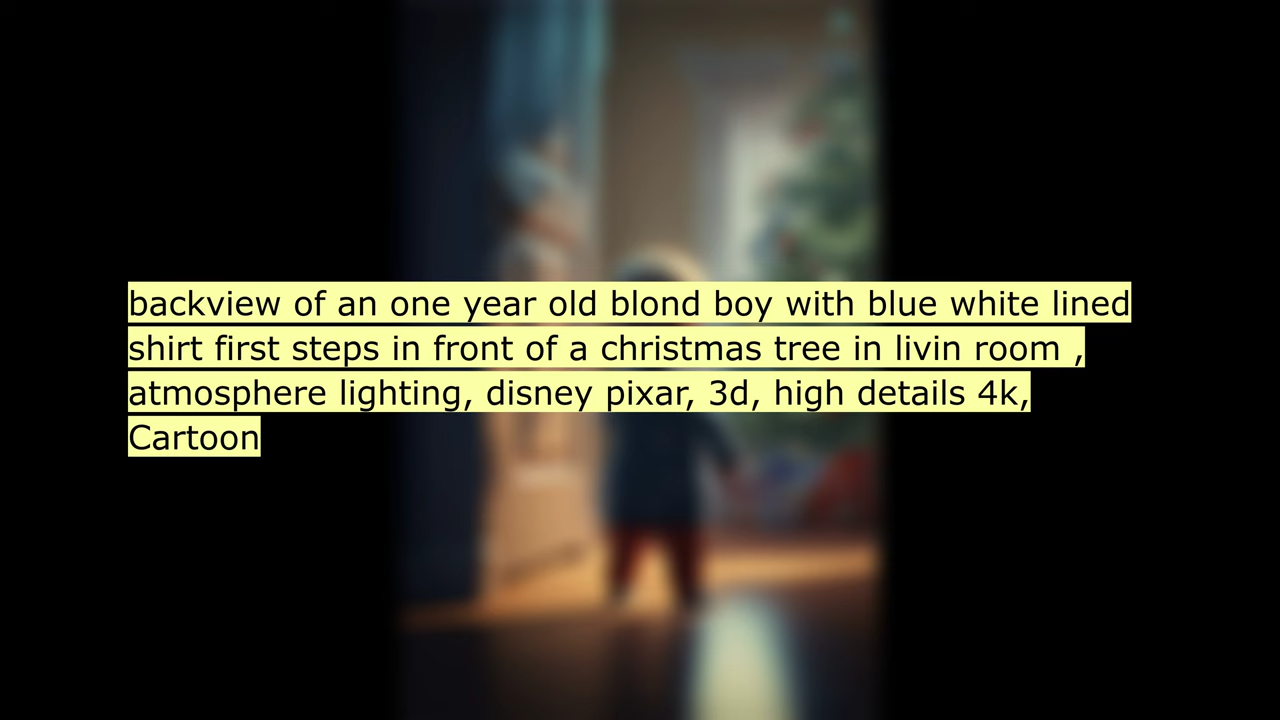 backview of an one year old blond boy with blue white lined
shirt first steps in front of a christmas tree in livin room ,
atmosphere lighting, disney pixar, 3d, high details 4k,
Cartoon